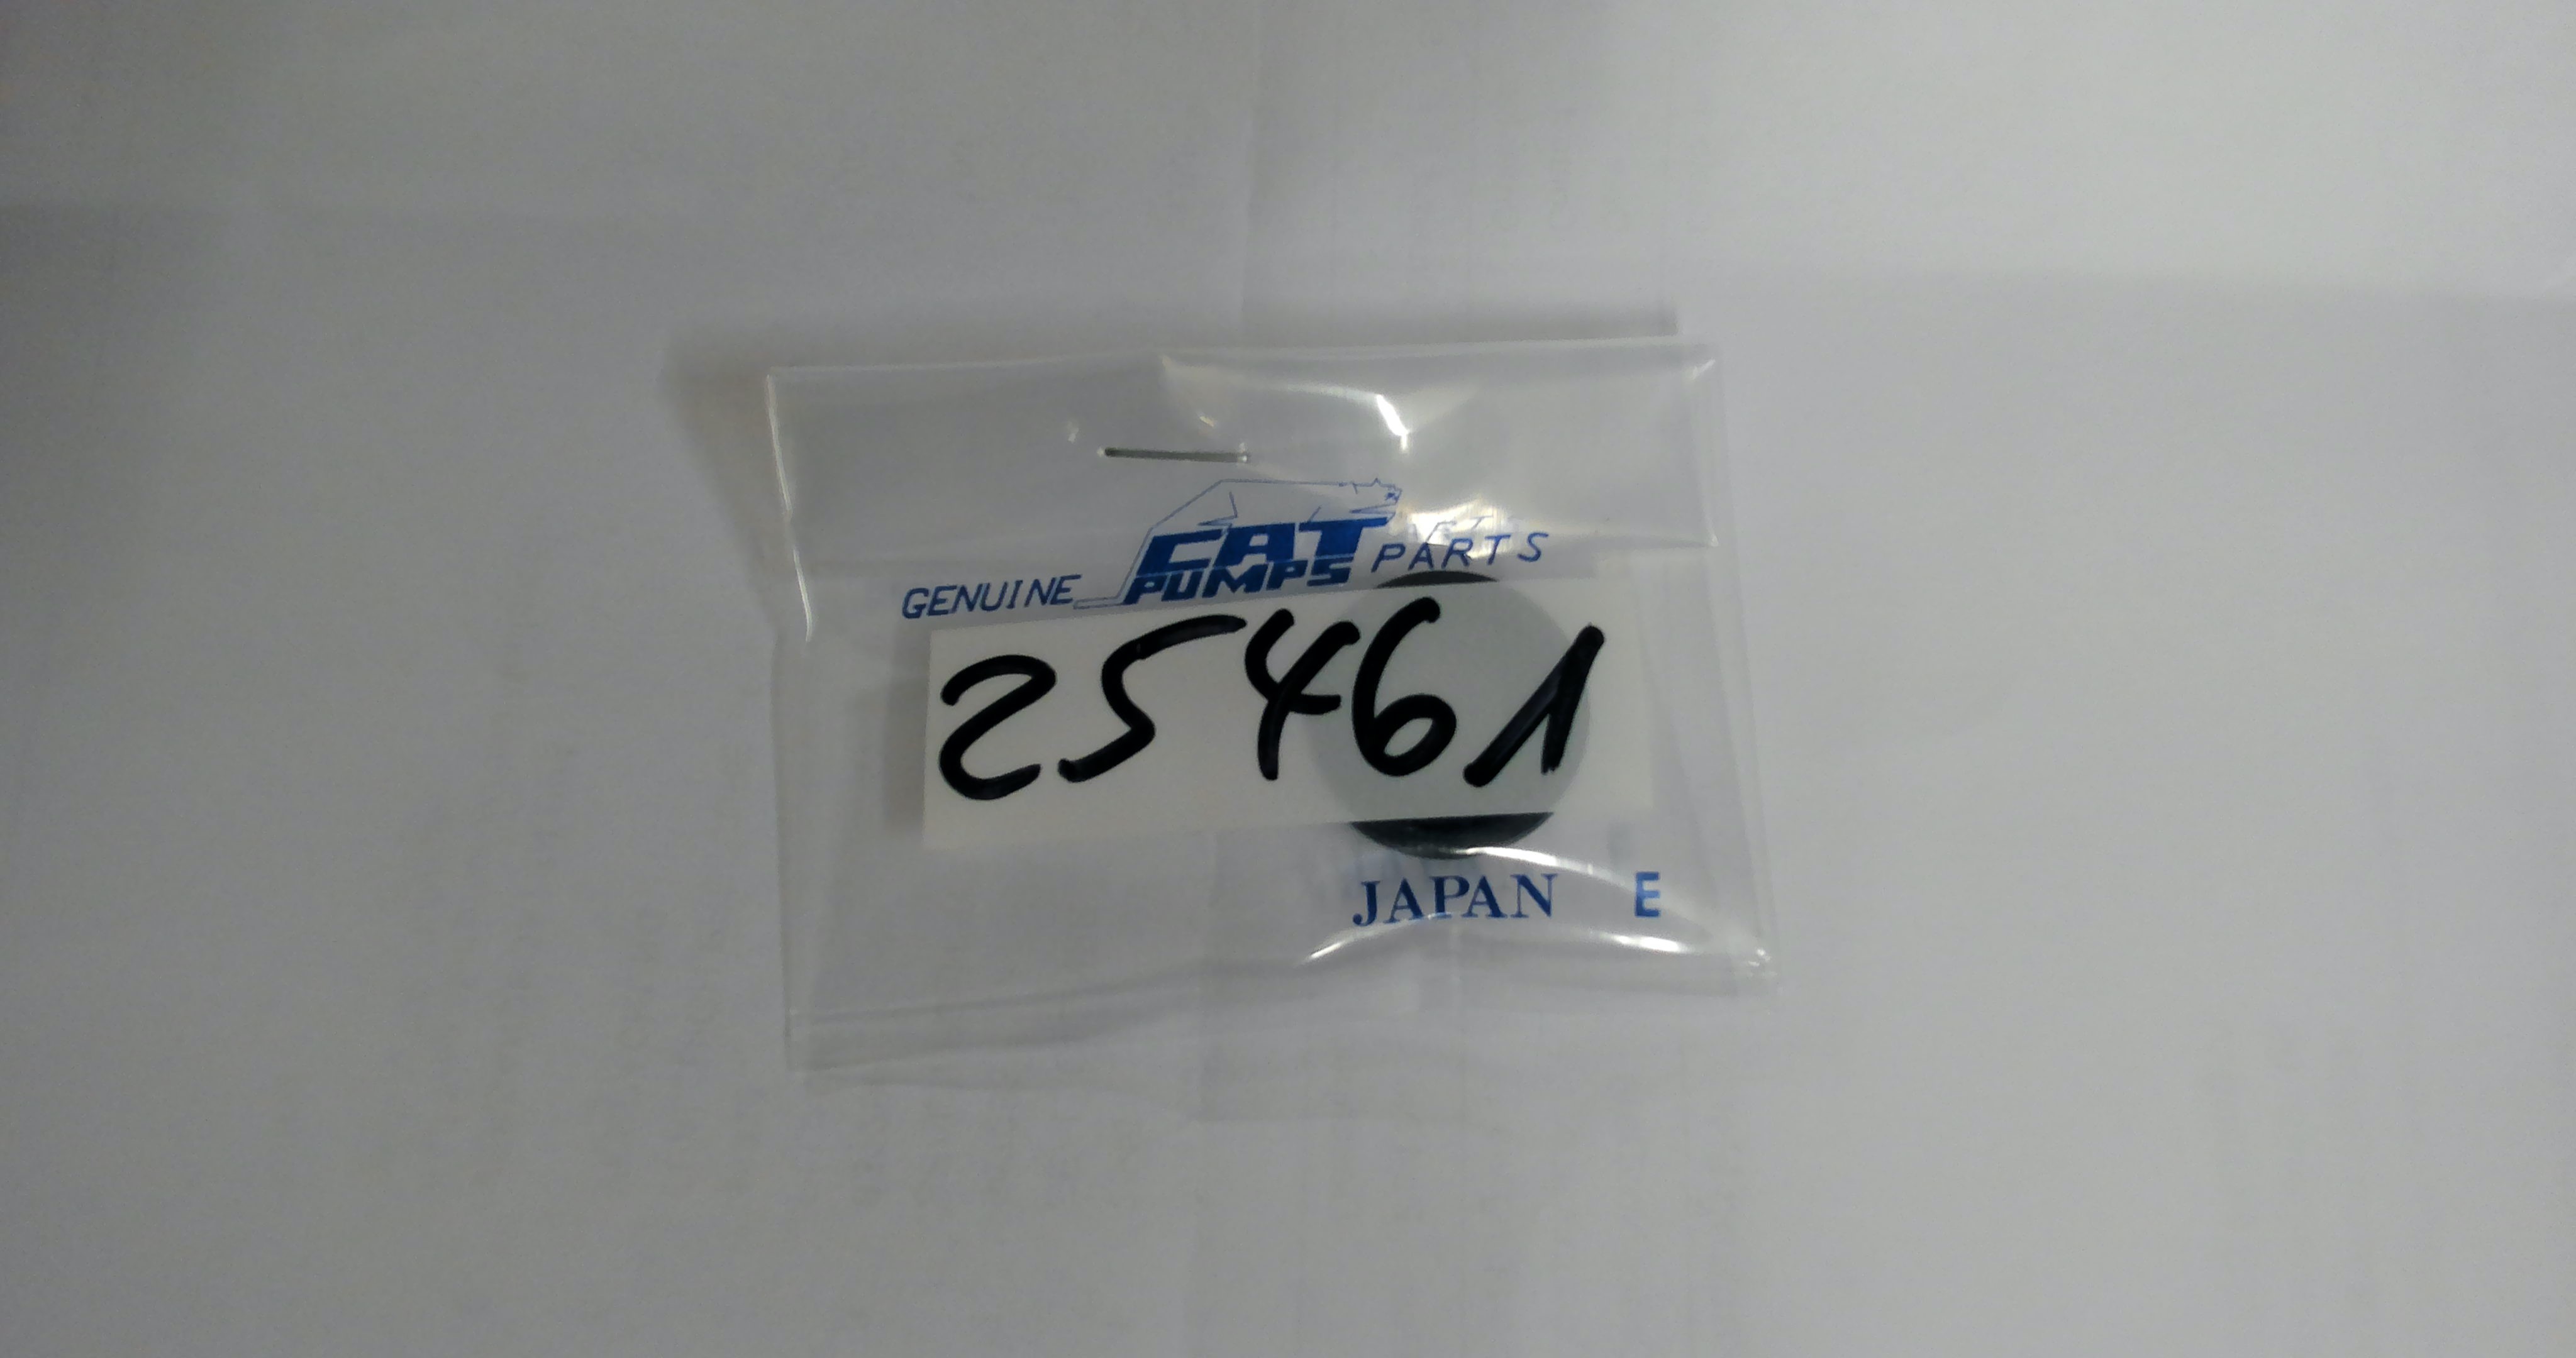 GENUINE CAT PUMPS PARTS
25461
JAPAN E